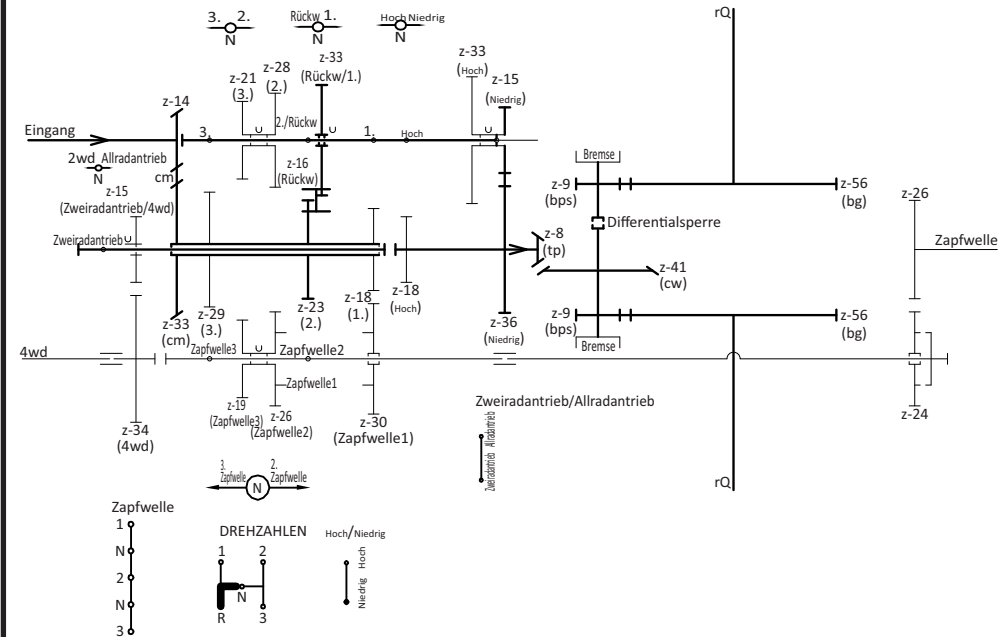 3. 2.
N
Rückw 1.
N
Hoch Niedrig
N
rQ
z-33
(Rückw/1.)
z-28
(2.)
z-21
(3.)
z-14
z-33
(Hoch)
z-15
(Niedrig)
Eingang
3.
2./Rückw
1.
Hoch
2wd Allradantrieb
N
cm
z-16
(Rückw)
z-15
(Zweiradantrieb/4wd)
Zweiradantrieb
Bremse
z-9
(bps)
z-56
(bg)
z-26
Differentialsperre
z-8
(tp)
Zapfwelle
z-41
(cw)
z-33
(cm)
z-29
(3.)
z-23
(2.)
z-18
(1.)
z-18
(Hoch)
z-36
(Niedrig)
z-9
(bps)
Bremse
z-56
(bg)
4wd
Zapfwelle3
Zapfwelle2
Zapfwelle1
z-19
(Zapfwelle3)
z-26
(Zapfwelle2)
z-30
(Zapfwelle1)
z-34
(4wd)
z-24
Zweiradantrieb/Allradantrieb
Zweiradantrieb Allradantrieb
3.
Zapfwelle
N
2.
Zapfwelle
rQ
Zapfwelle
1
N
2
N
3
DREHZAHLEN
1 2
N
R 3
Hoch/Niedrig
Niedrig Hoch